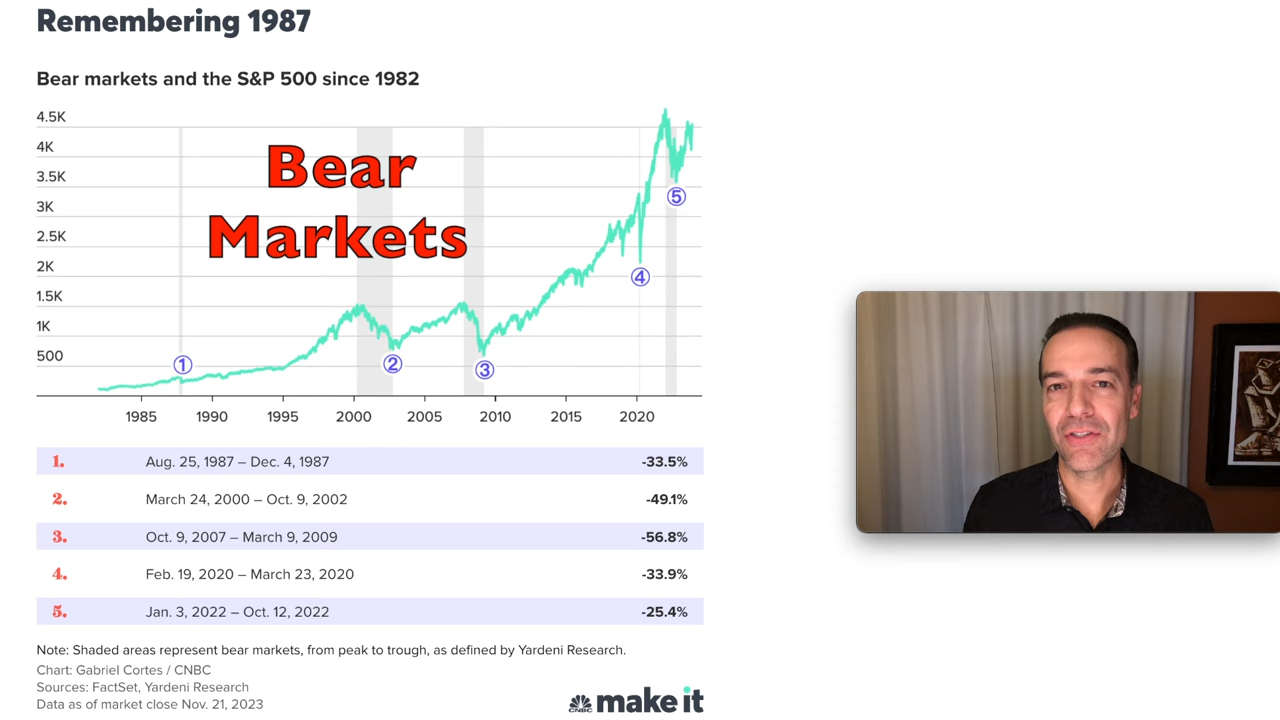 Remembering 1987
Bear markets and the S&P 500 since 1982
4.5K
4K
3.5K
3K
2.5K
2K
1.5K
1K
500
Bear
Markets
①
②
③
④
⑤
1985 1990 1995 2000 2005 2010 2015 2020
1. Aug. 25, 1987 – Dec. 4, 1987 -33.5%
2. March 24, 2000 – Oct. 9, 2002 -49.1%
3. Oct. 9, 2007 – March 9, 2009 -56.8%
4. Feb. 19, 2020 – March 23, 2020 -33.9%
5. Jan. 3, 2022 – Oct. 12, 2022 -25.4%
Note: Shaded areas represent bear markets, from peak to trough, as defined by Yardeni Research.
Chart: Gabriel Cortes / CNBC
Sources: FactSet, Yardeni Research
Data as of market close Nov. 21, 2023
CNBC make it